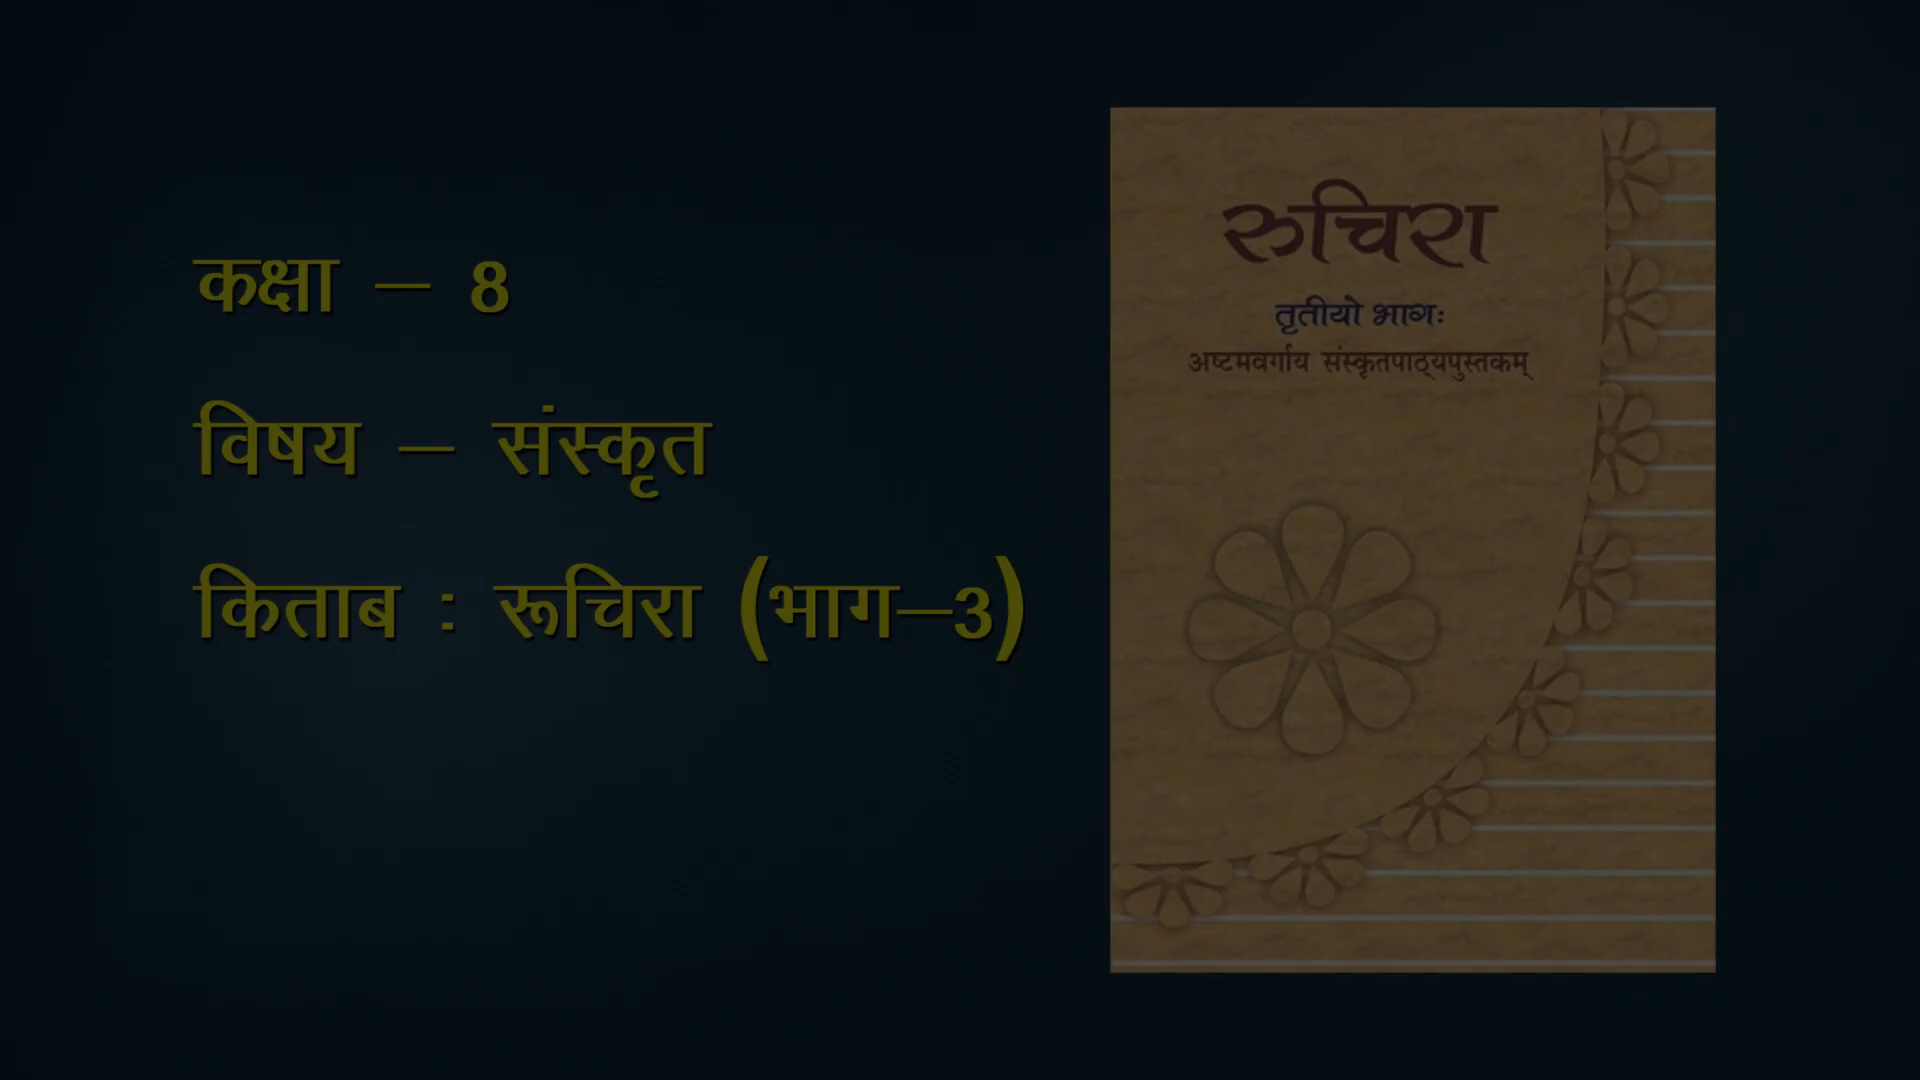 कक्षा – 8
विषय – संस्कृत
किताब : रूचिरा (भाग–3)
रुचिरा
तृतीयो भागः
अष्टमवर्गाय संस्कृतपाठ्यपुस्तकम्